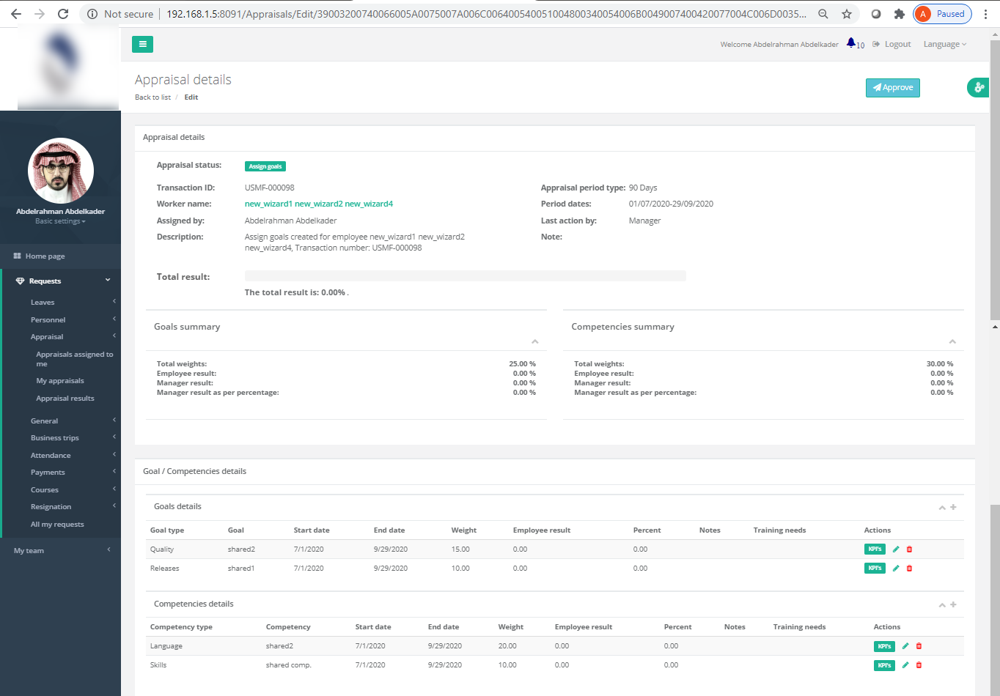 Not secure
192.168.1.5:8091/Appraisals/Edit/39003200740066005A0075007A006C00640054005100480034005400​6B0049007400420077004C006D0035...
A Paused
Welcome Abdelrahman Abdelkader
10
Logout
Language
Appraisal details
Back to list / Edit
Approve
Abdelrahman Abdelkader
Basic settings
Home page
Requests
Leaves
Personnel
Appraisal
Appraisals assigned to
me
My appraisals
Appraisal results
General
Business trips
Attendance
Payments
Courses
Resignation
All my requests
My team
Appraisal details
Appraisal status: Assign goals
Transaction ID: USMF-000098
Appraisal period type: 90 Days
Worker name: new_wizard1 new_wizard2 new_wizard4
Period dates: 01/07/2020-29/09/2020
Assigned by: Abdelrahman Abdelkader
Last action by: Manager
Description: Assign goals created for employee new_wizard1 new_wizard2
new_wizard4, Transaction number: USMF-000098
Note:
Total result:
The total result is: 0.00% .
Goals summary
Total weights: 25.00 %
Employee result: 0.00 %
Manager result: 0.00 %
Manager result as per percentage: 0.00 %
Competencies summary
Total weights: 30.00 %
Employee result: 0.00 %
Manager result: 0.00 %
Manager result as per percentage: 0.00 %
Goal / Competencies details
Goals details
Goal type Goal Start date End date Weight Employee result Percent Notes Training needs Actions
Quality shared2 7/1/2020 9/29/2020 15.00 0.00 0.00 KPI's
Releases shared1 7/1/2020 9/29/2020 10.00 0.00 0.00 KPI's
Competencies details
Competency type Competency Start date End date Weight Employee result Percent Notes Training needs Actions
Language shared2 7/1/2020 9/29/2020 20.00 0.00 0.00 KPI's
Skills shared comp. 7/1/2020 9/29/2020 10.00 0.00 0.00 KPI's